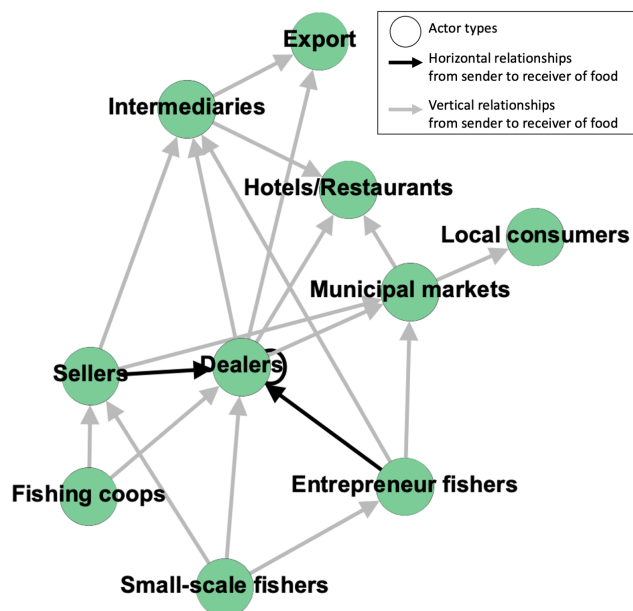 Export
Actor types
Horizontal relationships
from sender to receiver of food
Vertical relationships
from sender to receiver of food
Intermediaries
Hotels/Restaurants
Local consumers
Municipal markets
Sellers
Dealers
Fishing coops
Entrepreneur fishers
Small-scale fishers